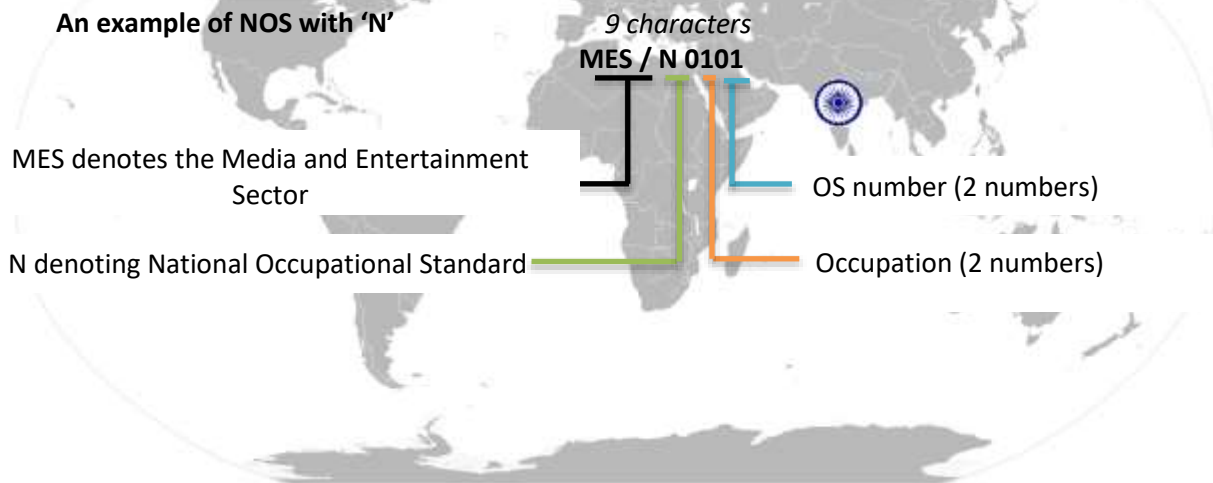 An example of NOS with ‘N’
9 characters
MES / N 0101
MES denotes the Media and Entertainment
Sector
OS number (2 numbers)
N denoting National Occupational Standard
Occupation (2 numbers)